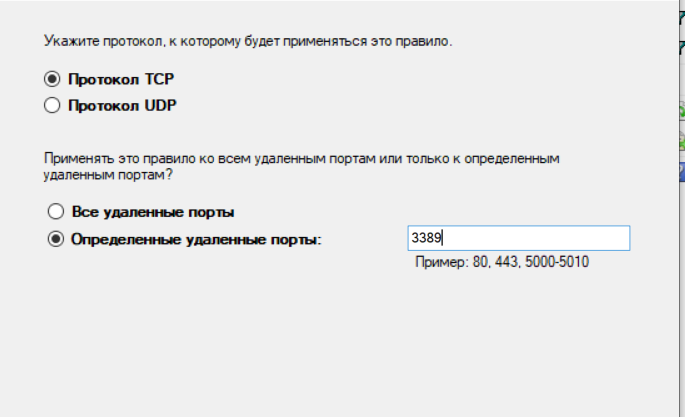 Укажите протокол, к которому будет применяться это правило.
Протокол TCP
Протокол UDP
Применять это правило ко всем удаленным портам или только к определенным
удаленным портам?
Все удаленные порты
Определенные удаленные порты: 3389
Пример: 80, 443, 5000-5010